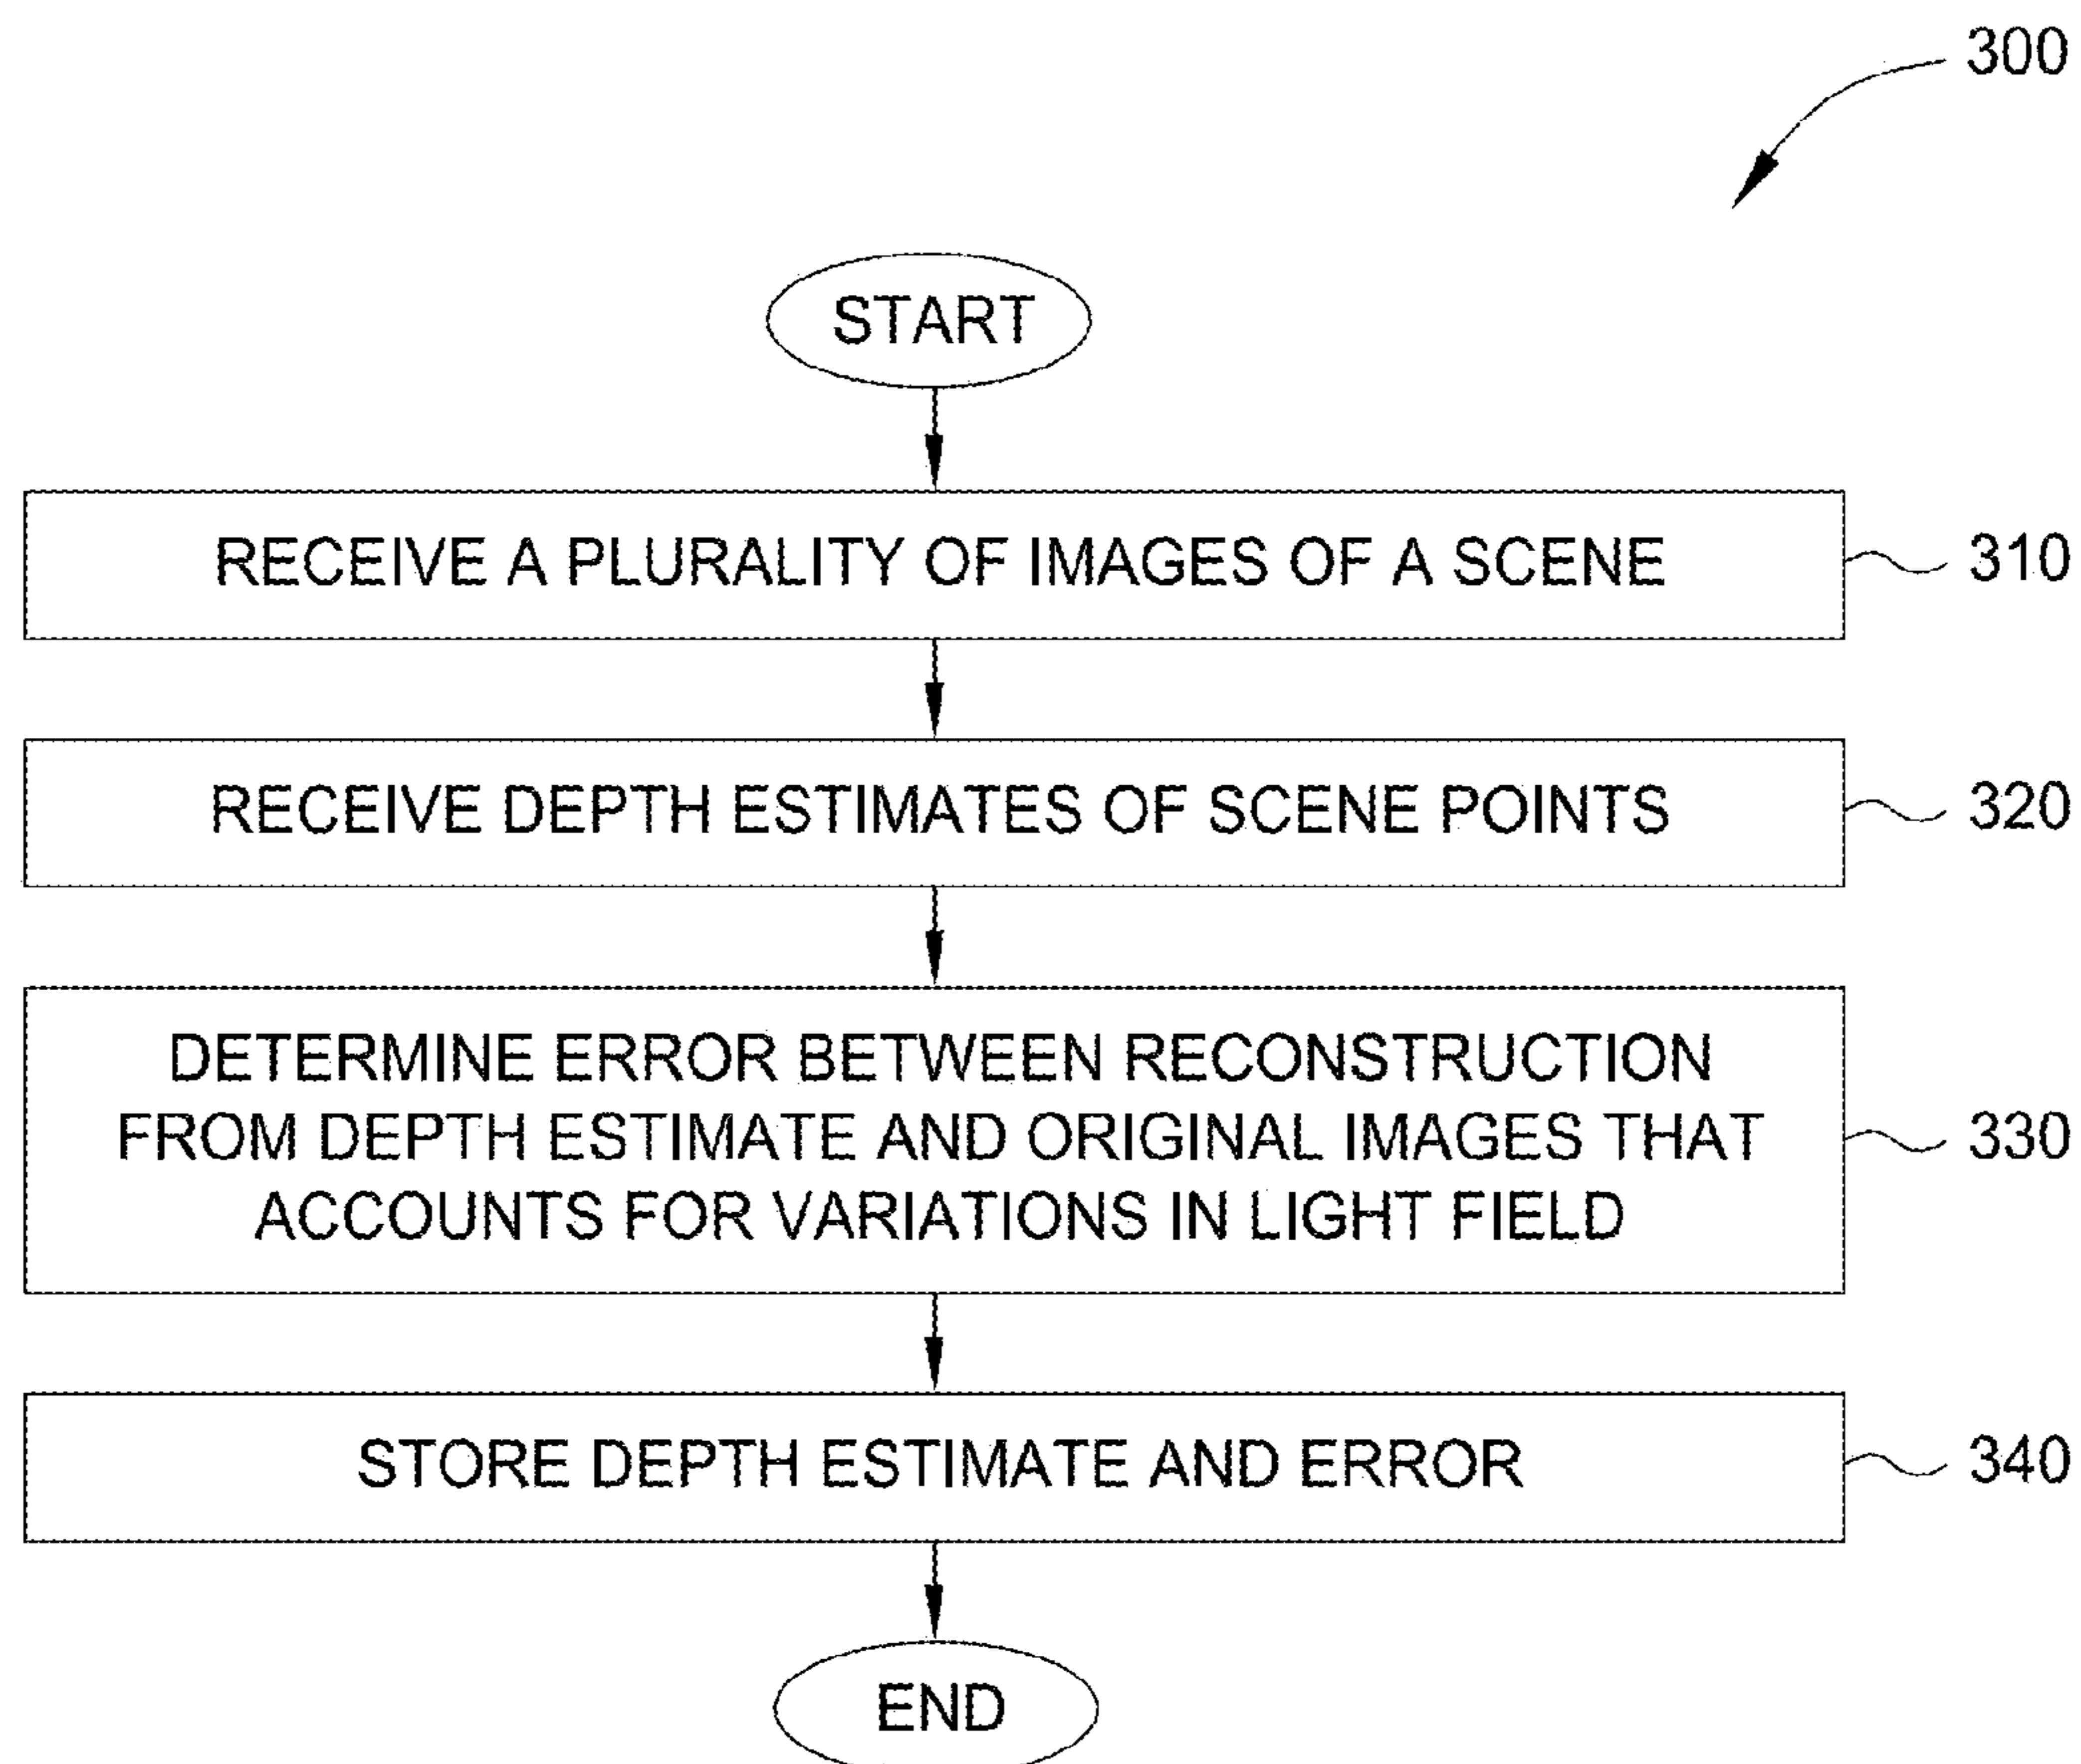 300
START
RECEIVE A PLURALITY OF IMAGES OF A SCENE
310
RECEIVE DEPTH ESTIMATES OF SCENE POINTS
320
DETERMINE ERROR BETWEEN RECONSTRUCTION
FROM DEPTH ESTIMATE AND ORIGINAL IMAGES THAT
ACCOUNTS FOR VARIATIONS IN LIGHT FIELD
330
STORE DEPTH ESTIMATE AND ERROR
340
END